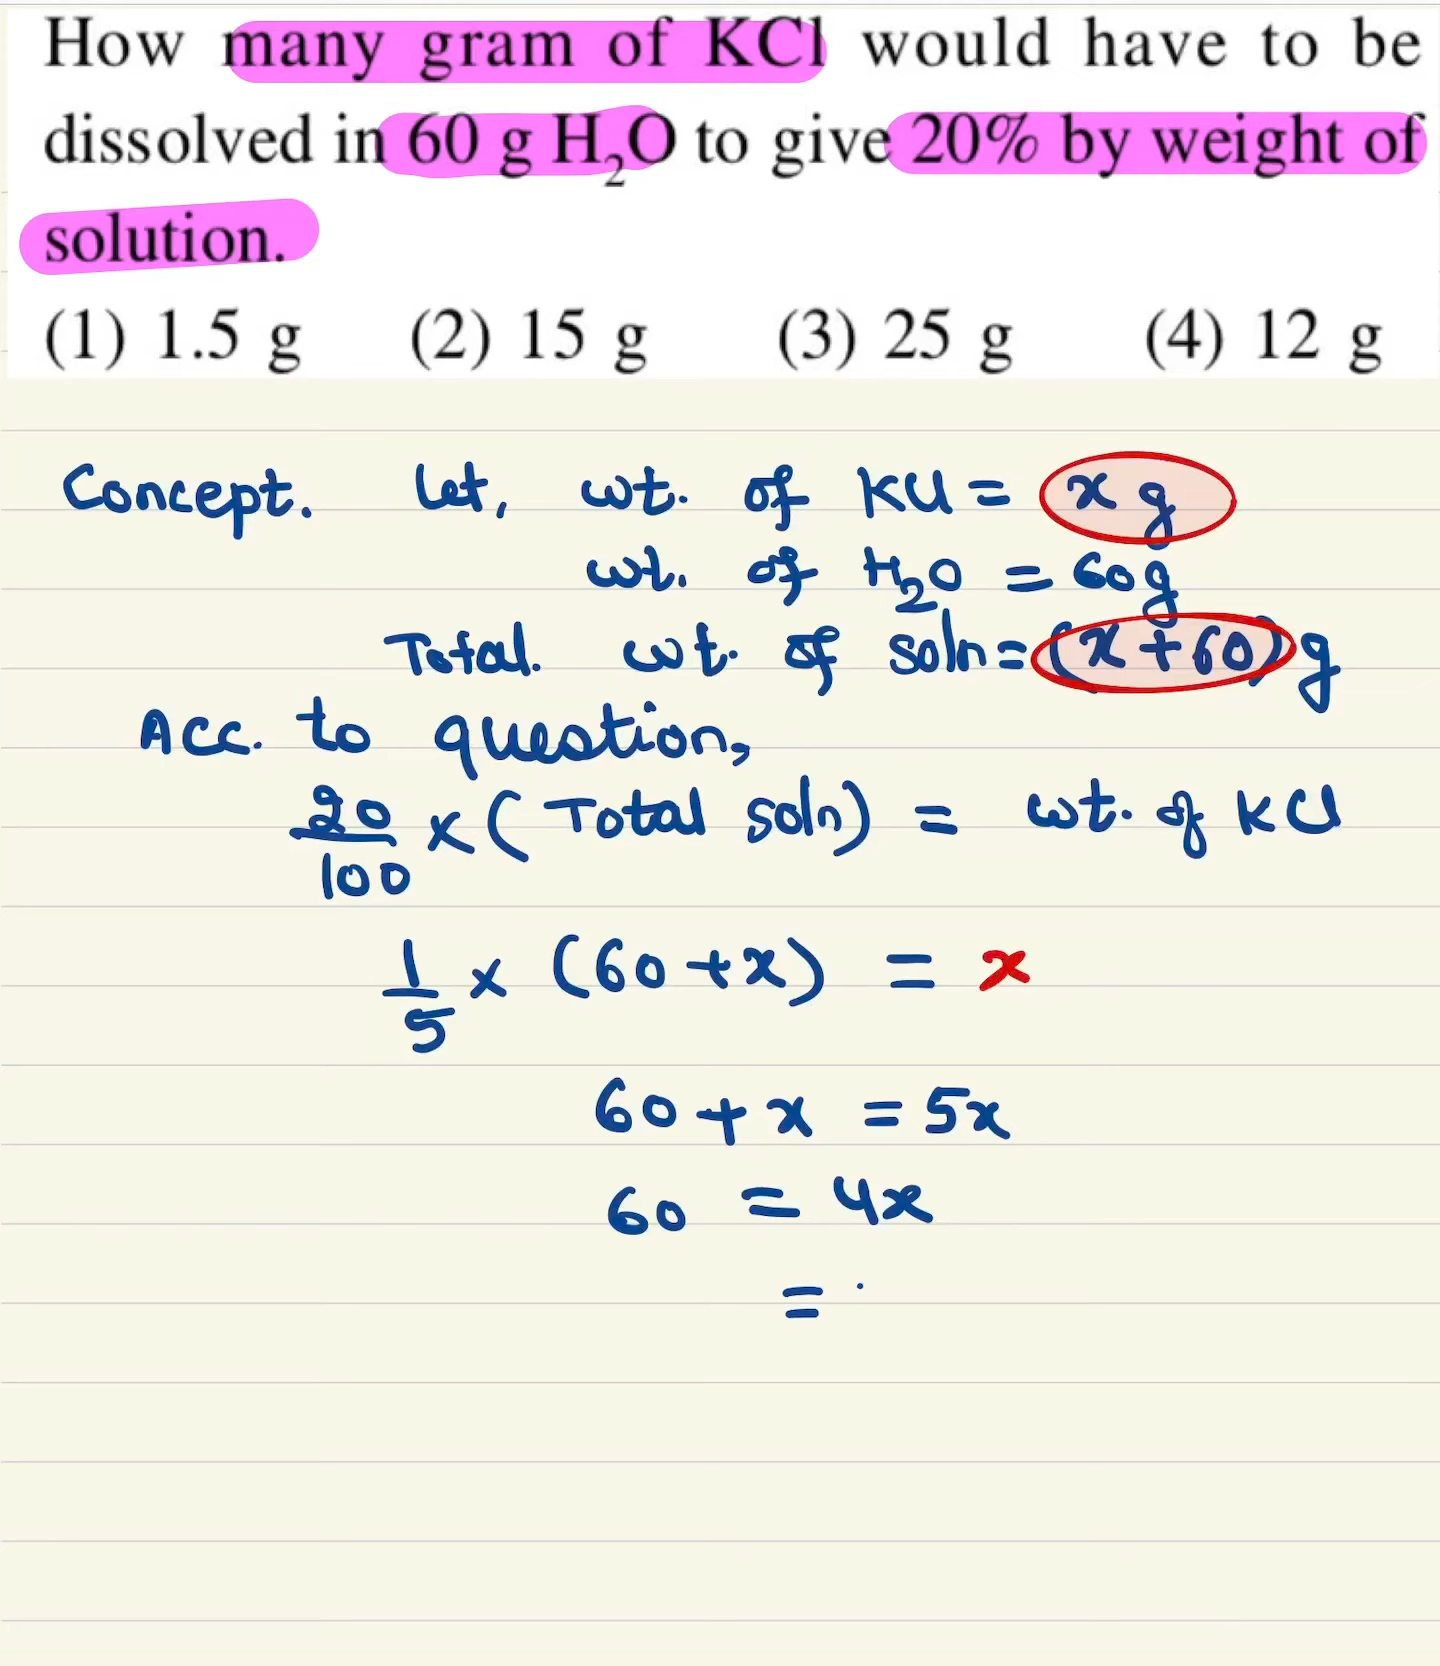 How many gram of KCl would have to be
dissolved in 60 g H₂O to give 20% by weight of
solution.
(1) 1.5 g (2) 15 g (3) 25 g (4) 12 g
Concept. Let, wt. of KCl = x g
wt. of H₂O = 60g
Total. wt. of soln = (x + 60) g
Acc. to question,
20/100 × (Total soln) = wt. of KCl
1/5 × (60 + x) = x
60 + x = 5x
60 = 4x
=